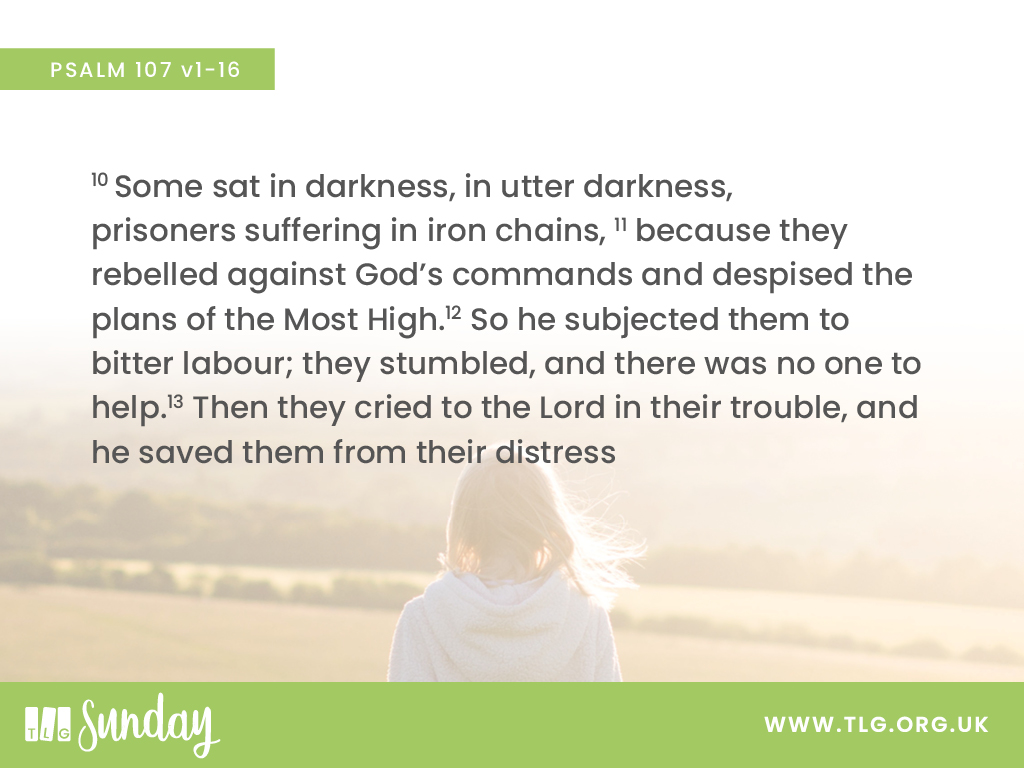 PSALM 107 v1-16
¹⁰ Some sat in darkness, in utter darkness,
prisoners suffering in iron chains, ¹¹ because they
rebelled against God’s commands and despised the
plans of the Most High.¹² So he subjected them to
bitter labour; they stumbled, and there was no one to
help.¹³ Then they cried to the Lord in their trouble, and
he saved them from their distress
TLG Sunday
WWW.TLG.ORG.UK